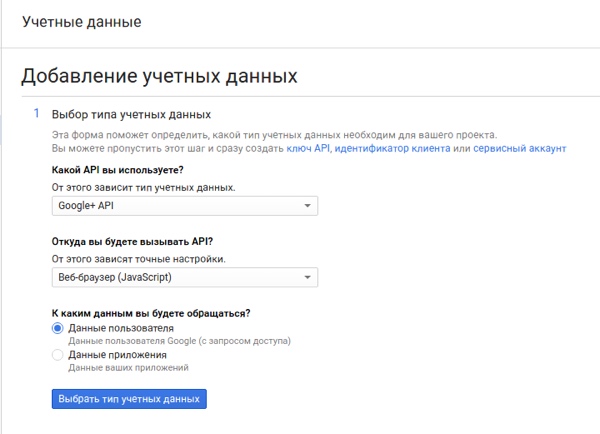 Учетные данные
Добавление учетных данных
1 Выбор типа учетных данных
Эта форма поможет определить, какой тип учетных данных необходим для вашего проекта.
Вы можете пропустить этот шаг и сразу создать ключ API, идентификатор клиента или сервисный аккаунт
Какой API вы используете?
От этого зависит тип учетных данных.
Google+ API
Откуда вы будете вызывать API?
От этого зависят точные настройки.
Веб-браузер (JavaScript)
К каким данным вы будете обращаться?
Данные пользователя
Данные пользователя Google (с запросом доступа)
Данные приложения
Данные ваших приложений
Выбрать тип учетных данных